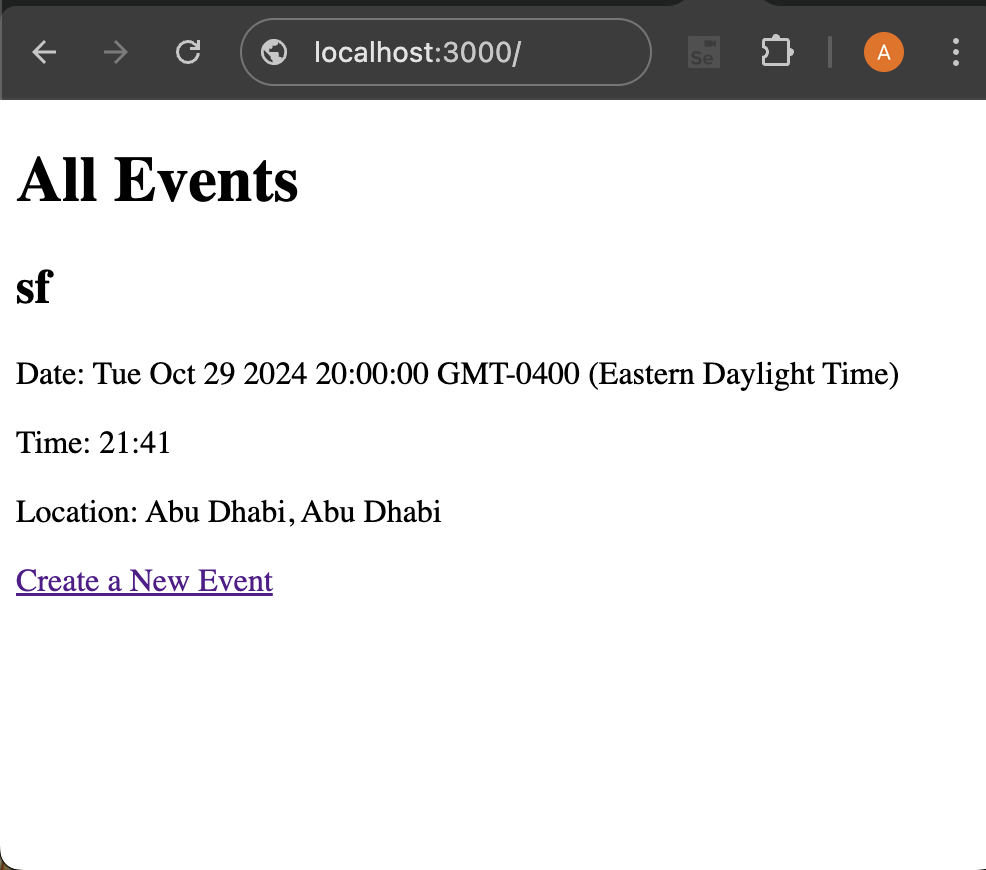 localhost:3000/
Se
A
All Events
sf
Date: Tue Oct 29 2024 20:00:00 GMT-0400 (Eastern Daylight Time)
Time: 21:41
Location: Abu Dhabi, Abu Dhabi
Create a New Event